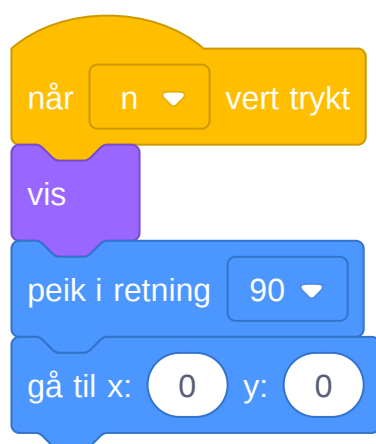 når n vert trykt
vis
peik i retning 90
gå til x: 0 y: 0